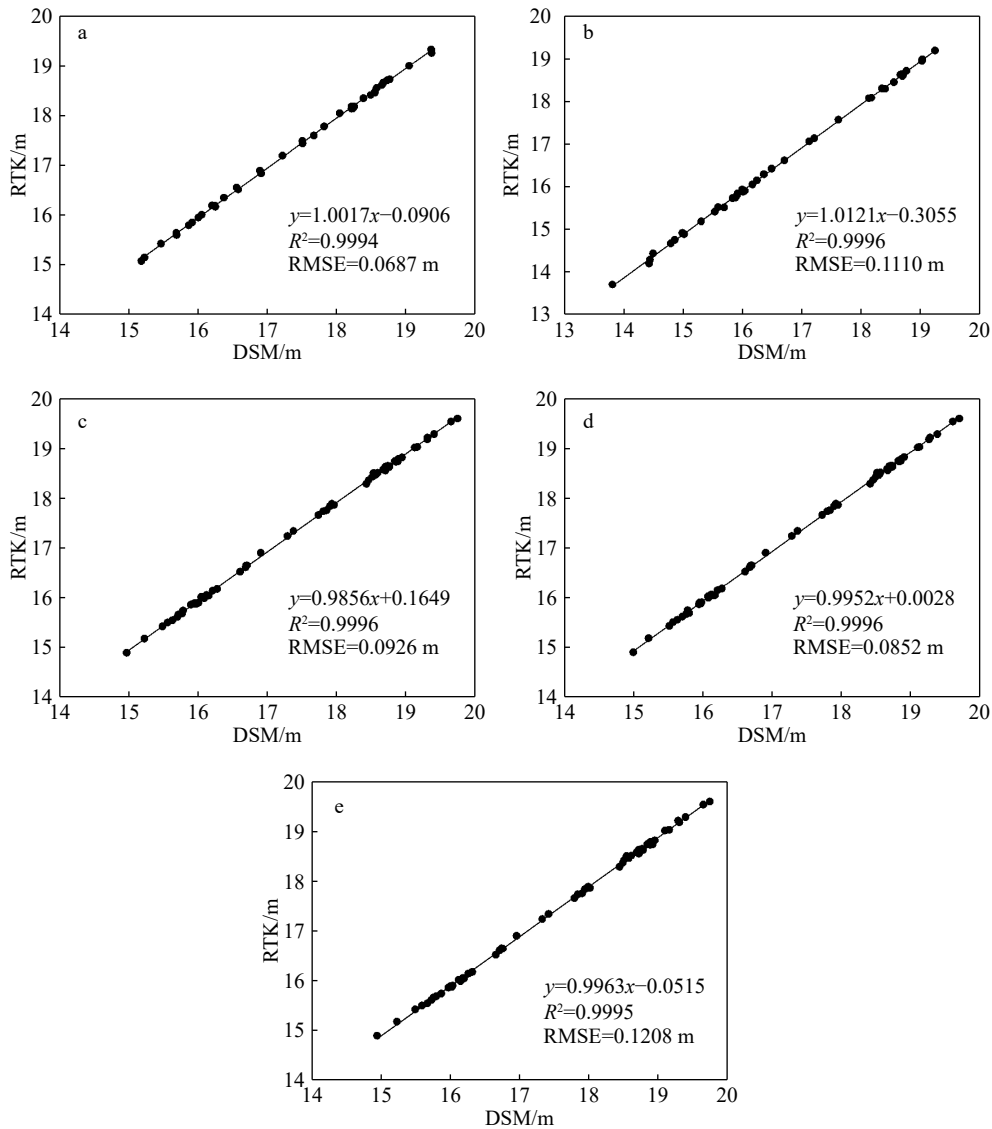 a
20
19
18
17
16
15
14
RTK/m
y=1.0017x−0.0906
R²=0.9994
RMSE=0.0687 m
14 15 16 17 18 19 20
DSM/m
b
20
19
18
17
16
15
14
13
RTK/m
y=1.0121x−0.3055
R²=0.9996
RMSE=0.1110 m
13 14 15 16 17 18 19 20
DSM/m
c
20
19
18
17
16
15
14
RTK/m
y=0.9856x+0.1649
R²=0.9996
RMSE=0.0926 m
14 15 16 17 18 19 20
DSM/m
d
20
19
18
17
16
15
14
RTK/m
y=0.9952x+0.0028
R²=0.9996
RMSE=0.0852 m
14 15 16 17 18 19 20
DSM/m
e
20
19
18
17
16
15
14
RTK/m
y=0.9963x−0.0515
R²=0.9995
RMSE=0.1208 m
14 15 16 17 18 19 20
DSM/m